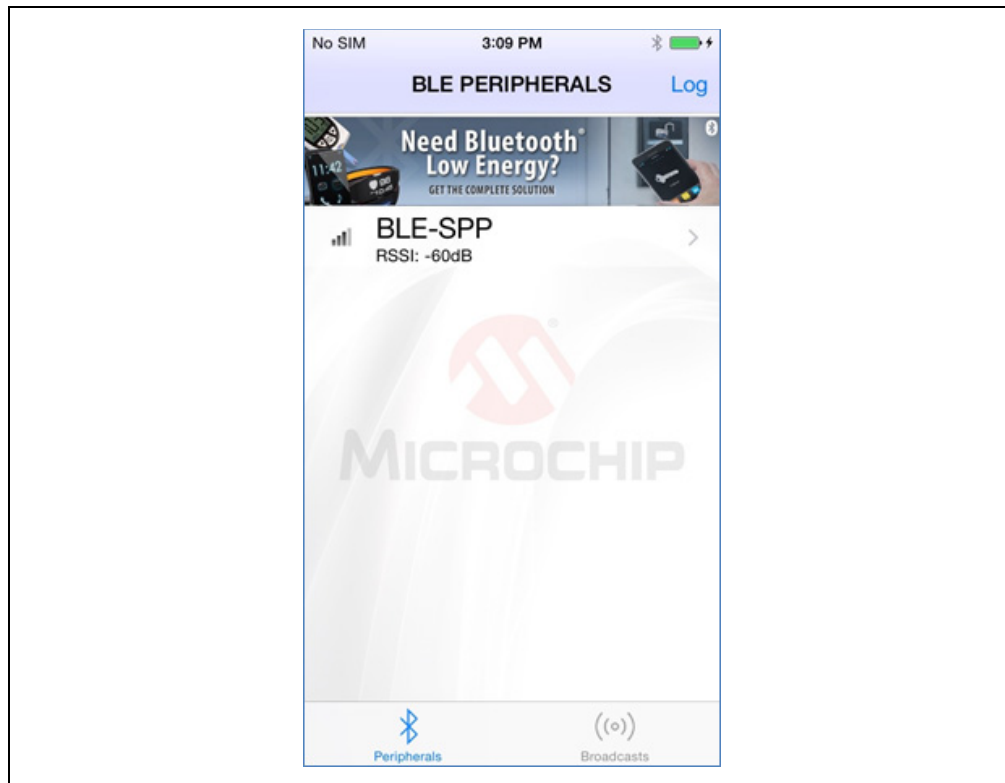 No SIM 3:09 PM
BLE PERIPHERALS Log
Need Bluetooth®
Low Energy?
GET THE COMPLETE SOLUTION
11:42
BLE-SPP
RSSI: -60dB
MICROCHIP
Peripherals Broadcasts